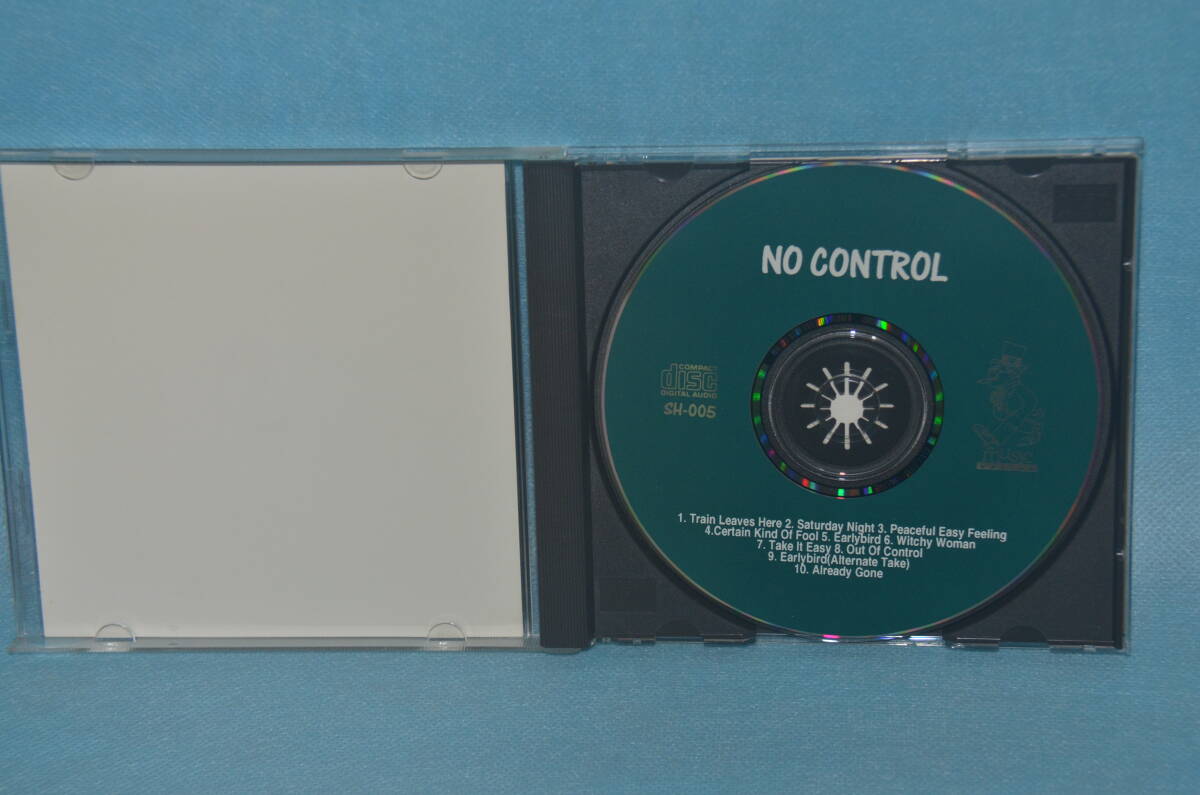 NO CONTROL
COMPACT
disc
DIGITAL AUDIO
SH-005
music
1. Train Leaves Here 2. Saturday Night 3. Peaceful Easy Feeling
4.Certain Kind Of Fool 5. Earlybird 6. Witchy Woman
7. Take It Easy 8. Out Of Control
9. Earlybird(Alternate Take)
10. Already Gone